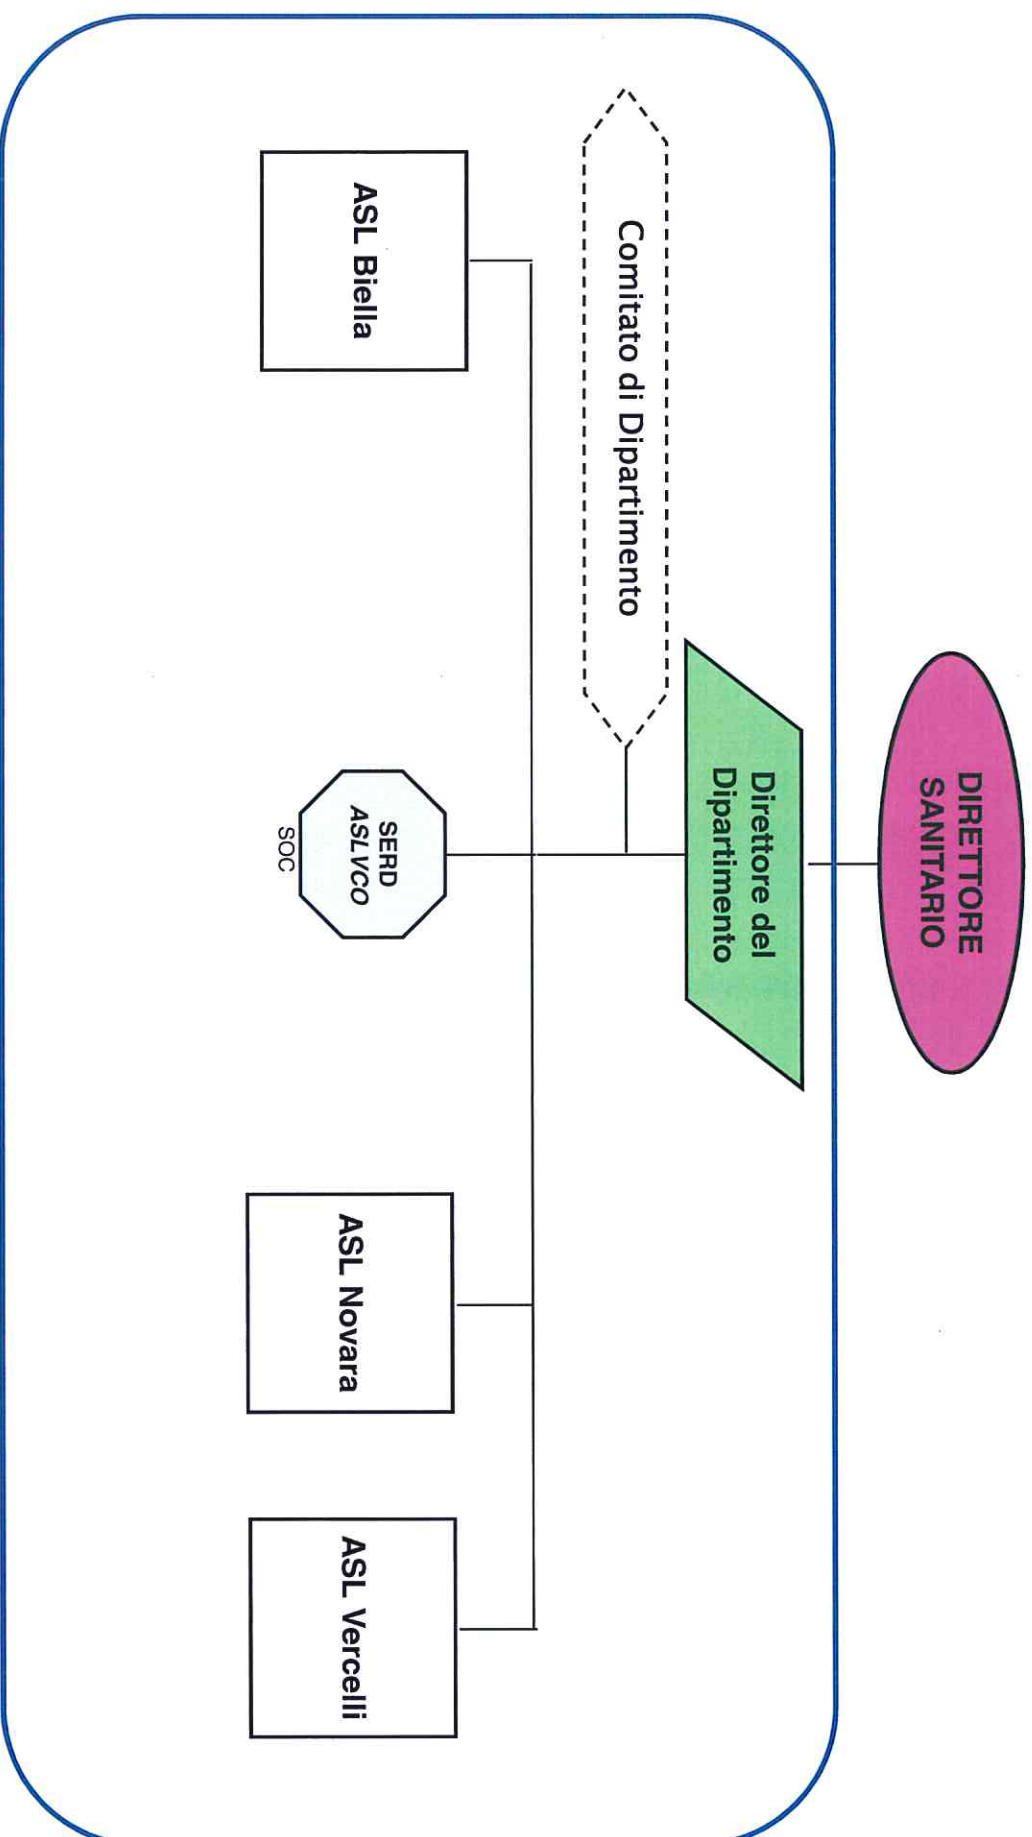 DIRETTORE
SANITARIO
Direttore del
Dipartimento
Comitato di Dipartimento
ASL Biella
SERD
ASLVCO
SOC
ASL Novara
ASL Vercelli